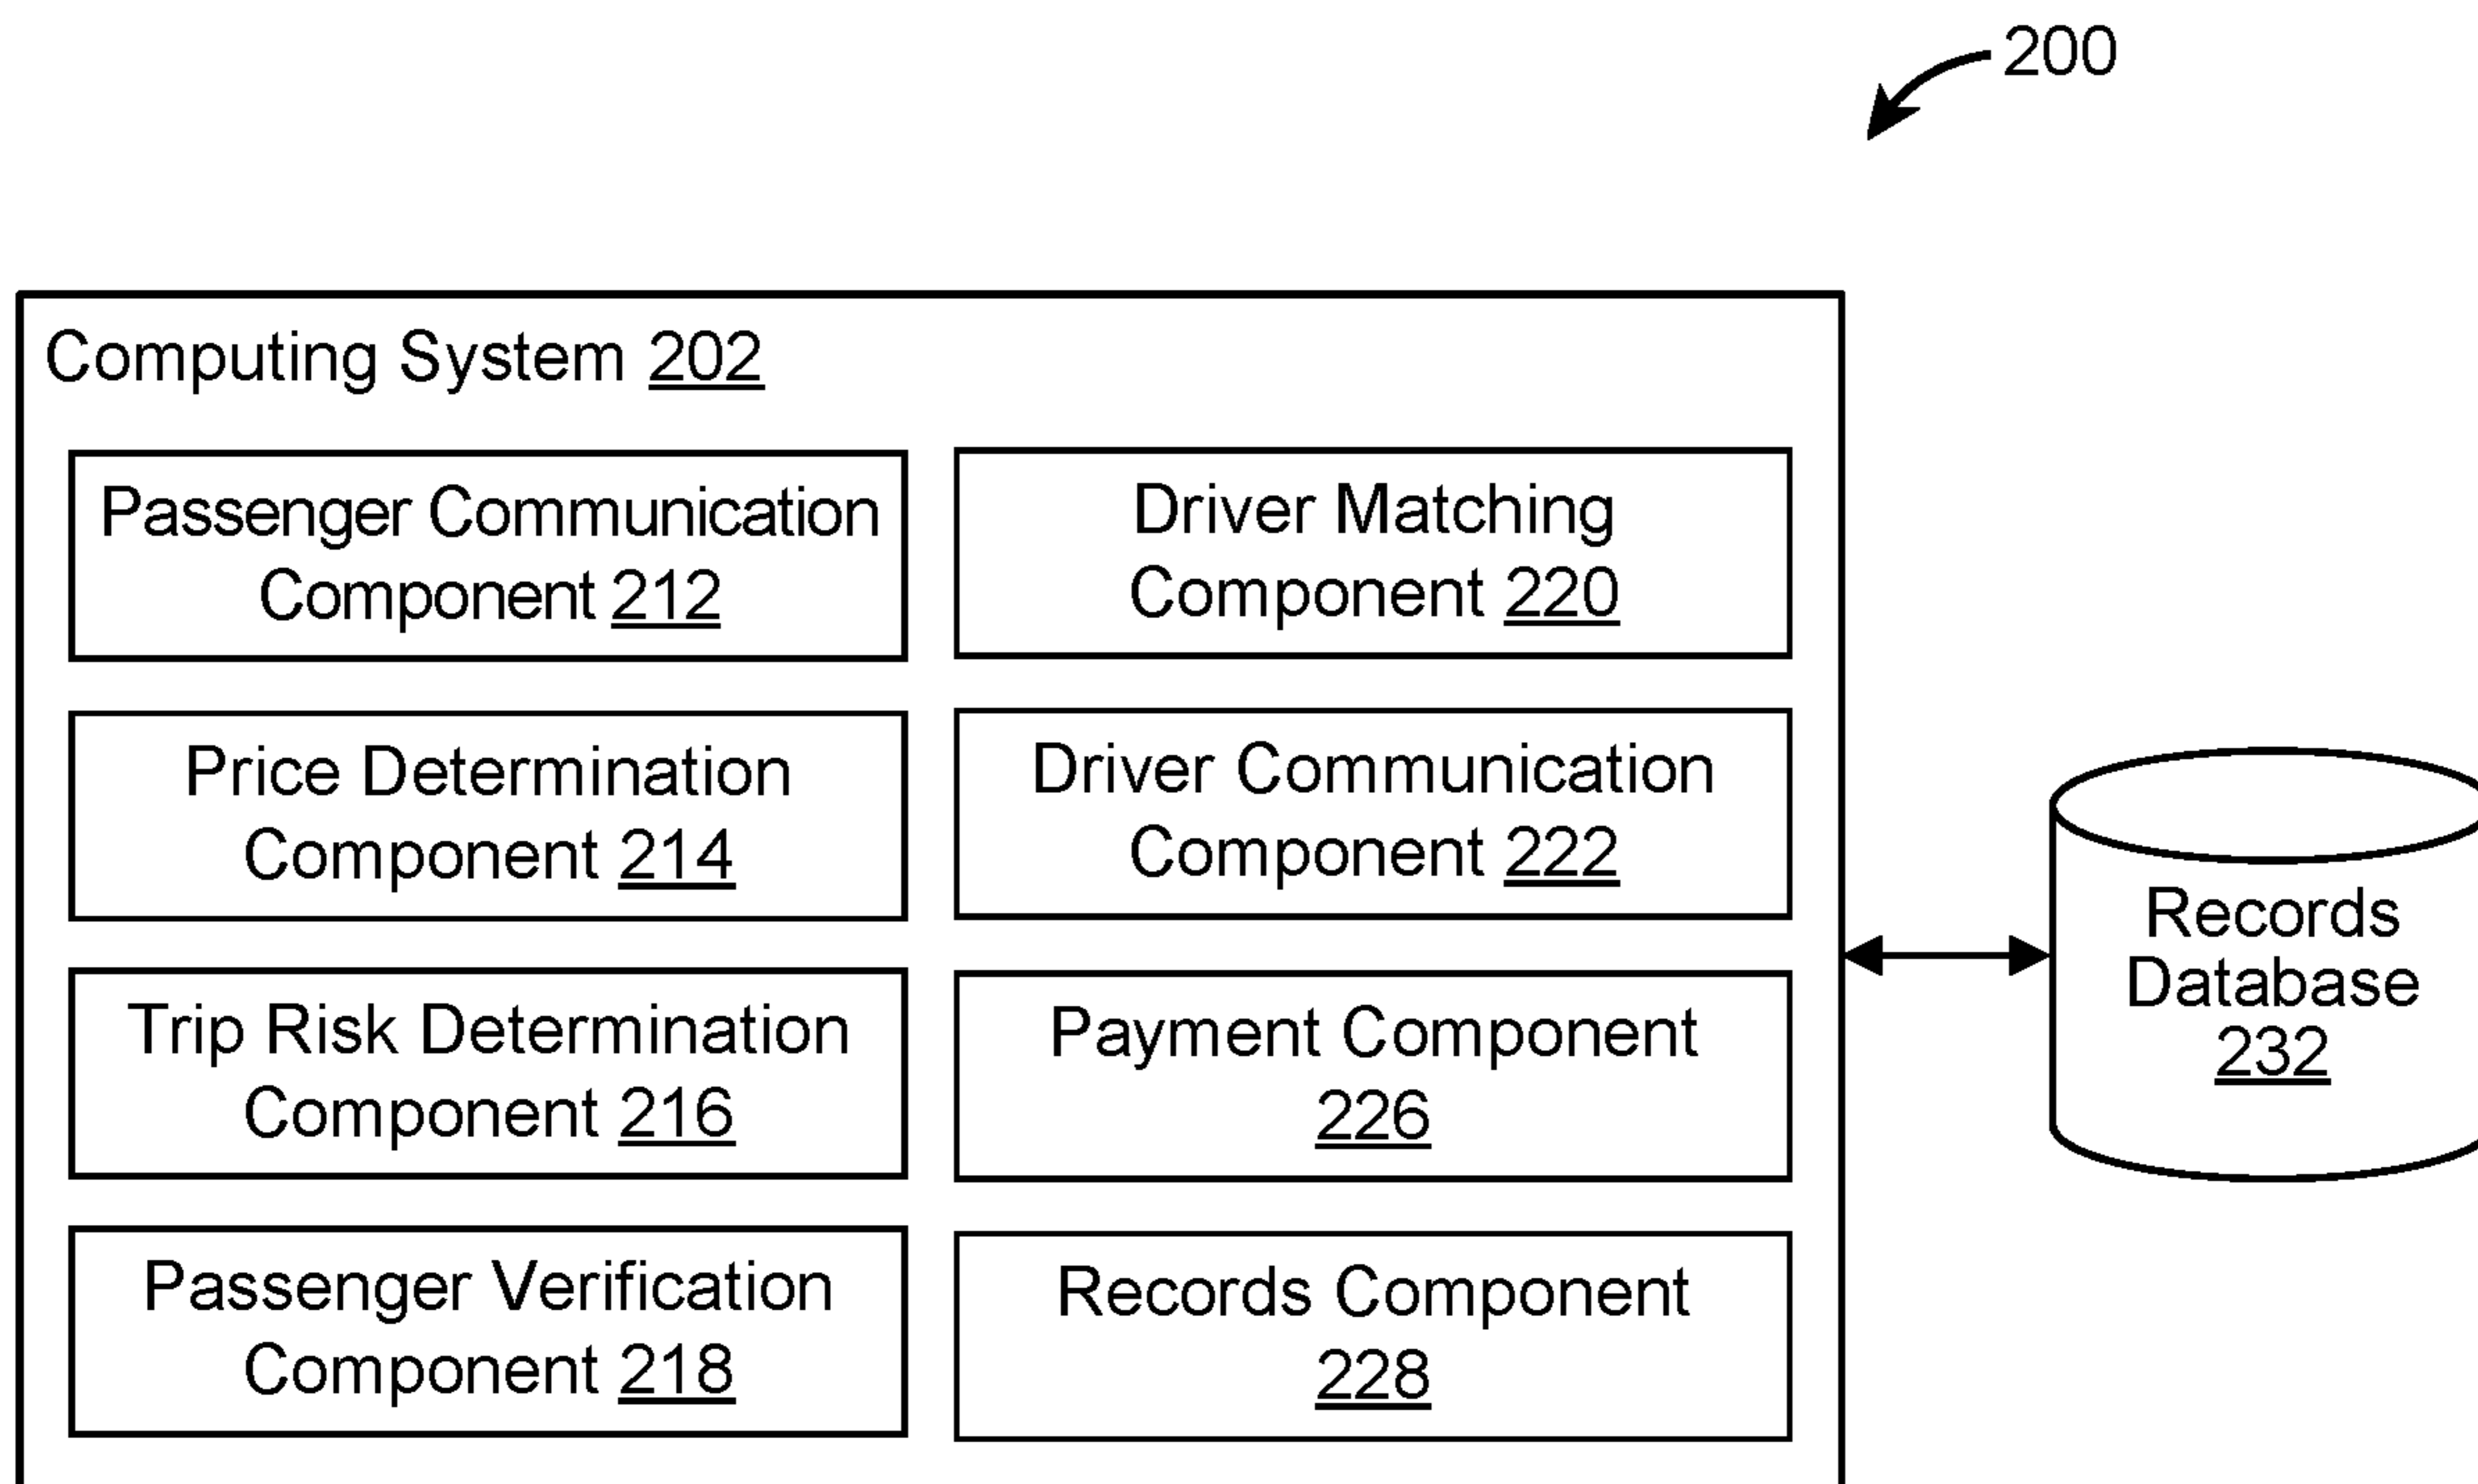 200
Computing System 202
Passenger Communication
Component 212
Driver Matching
Component 220
Price Determination
Component 214
Driver Communication
Component 222
Trip Risk Determination
Component 216
Payment Component
226
Passenger Verification
Component 218
Records Component
228
Records
Database
232